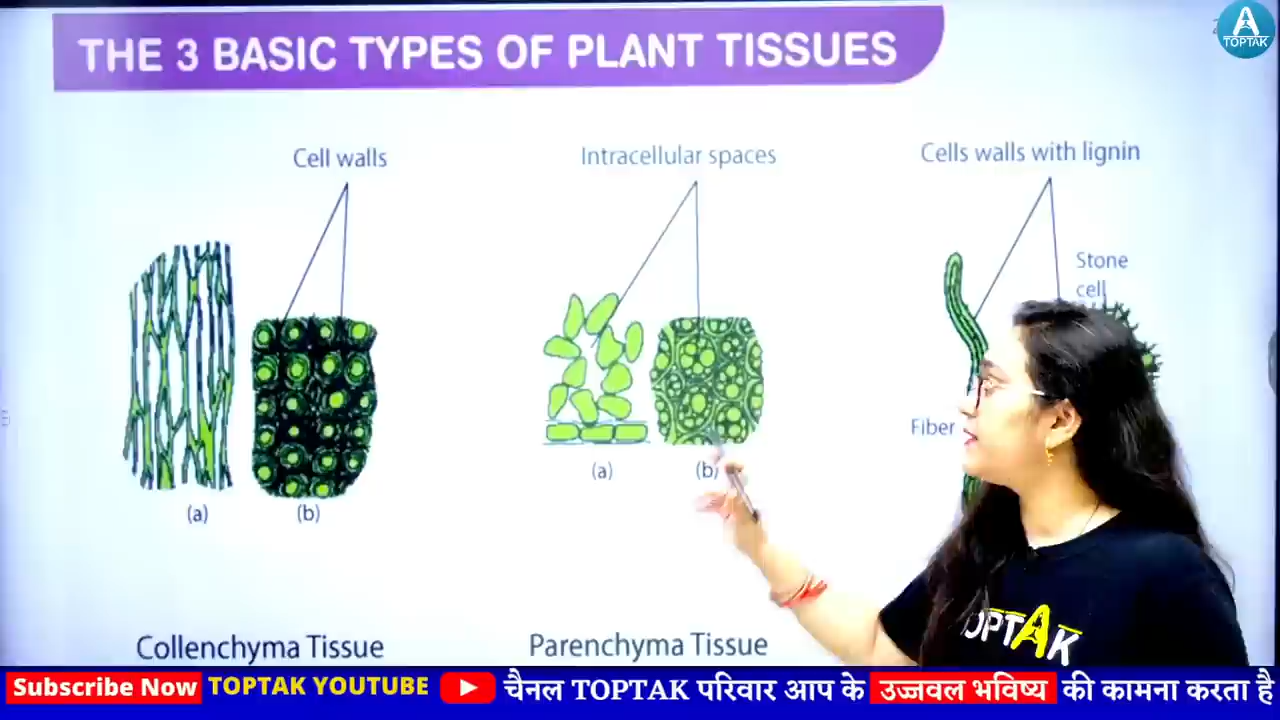 THE 3 BASIC TYPES OF PLANT TISSUES
A
TOPTAK
Cell walls
Intracellular spaces
Cells walls with lignin
Stone
cell
Fiber
(a)
(b)
(a)
(b)
Collenchyma Tissue
Parenchyma Tissue
OPTAK
Subscribe Now TOPTAK YOUTUBE चैनल TOPTAK परिवार आप के उज्जवल भविष्य की कामना करता है